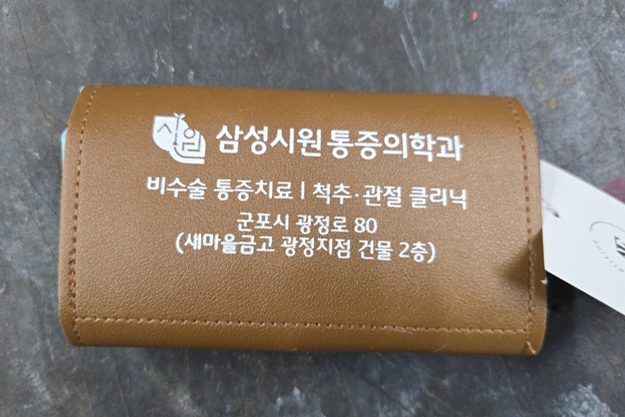 시원
삼성시원통증의학과
비수술 통증치료 | 척추·관절 클리닉
군포시 광정로 80
(새마을금고 광정지점 건물 2층)